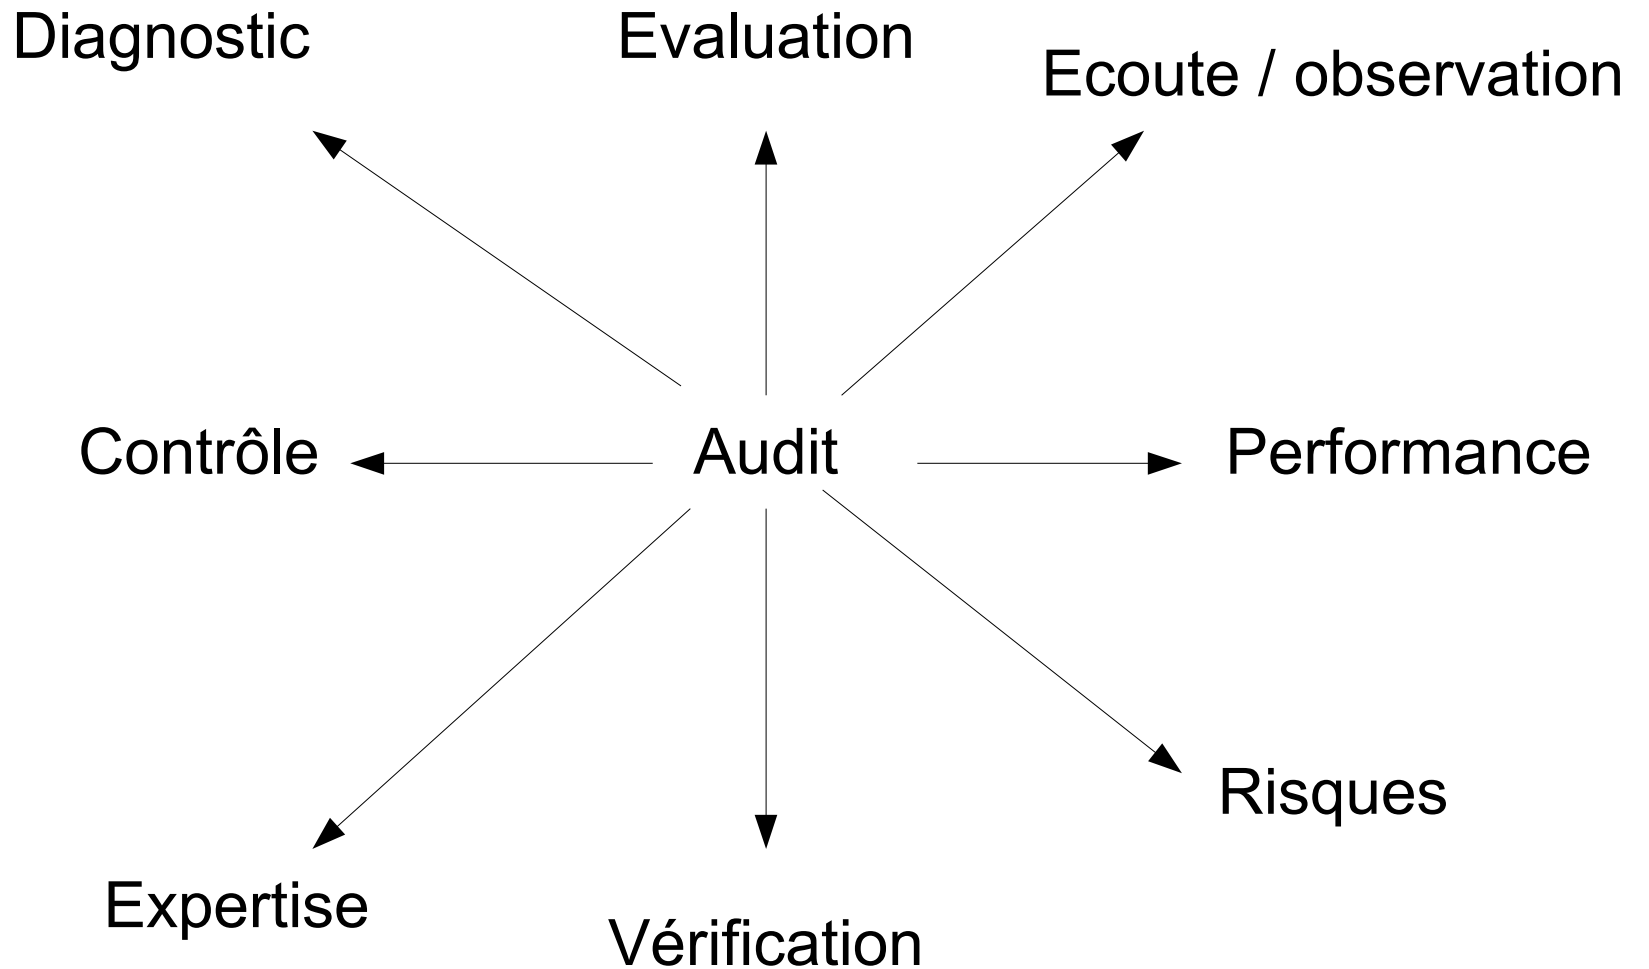 Diagnostic
Evaluation
Ecoute / observation
Contrôle
Audit
Performance
Risques
Expertise
Vérification